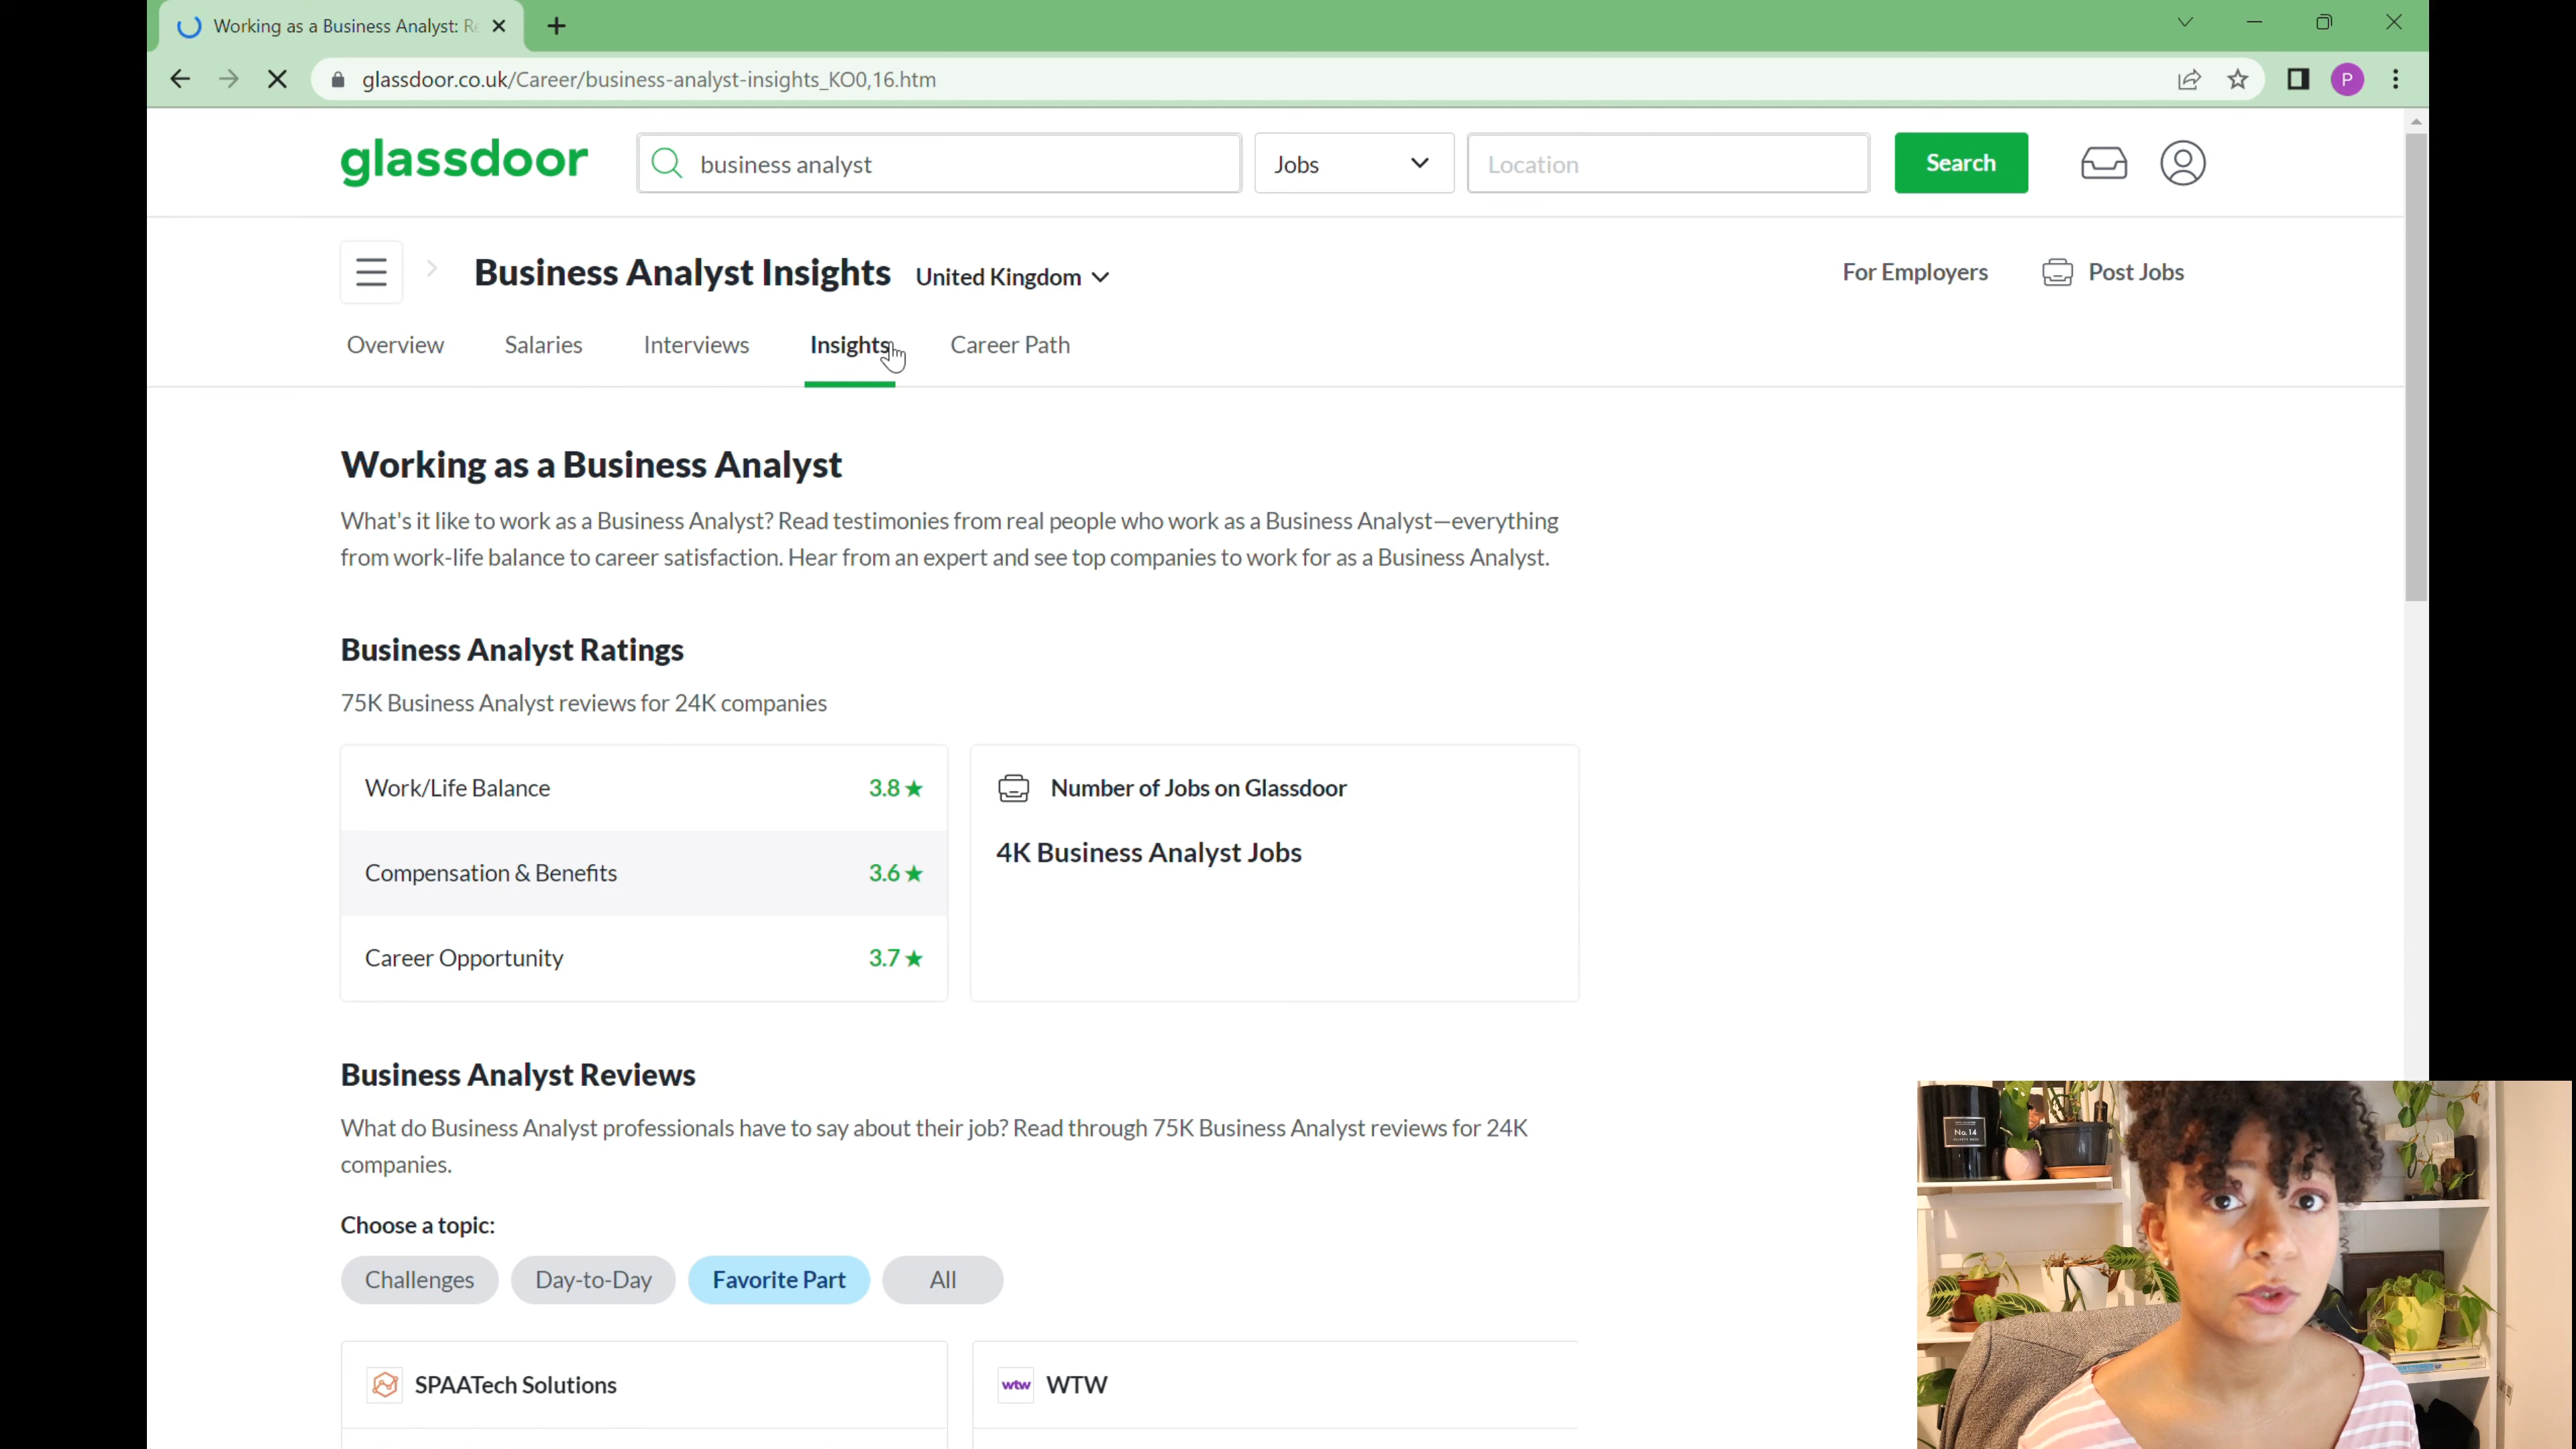 Working as a Business Analyst: Re
glassdoor.co.uk/Career/business-analyst-insights_KO0,16.htm
P
glassdoor
business analyst
Jobs
Location
Search
Business Analyst Insights
United Kingdom
For Employers
Post Jobs
Overview
Salaries
Interviews
Insights
Career Path
Working as a Business Analyst
What's it like to work as a Business Analyst? Read testimonies from real people who work as a Business Analyst—everything
from work-life balance to career satisfaction. Hear from an expert and see top companies to work for as a Business Analyst.
Business Analyst Ratings
75K Business Analyst reviews for 24K companies
Work/Life Balance 3.8★
Compensation & Benefits 3.6★
Career Opportunity 3.7★
Number of Jobs on Glassdoor
4K Business Analyst Jobs
Business Analyst Reviews
What do Business Analyst professionals have to say about their job? Read through 75K Business Analyst reviews for 24K
companies.
Choose a topic:
Challenges
Day-to-Day
Favorite Part
All
SPAATech Solutions
wtw WTW
No.14